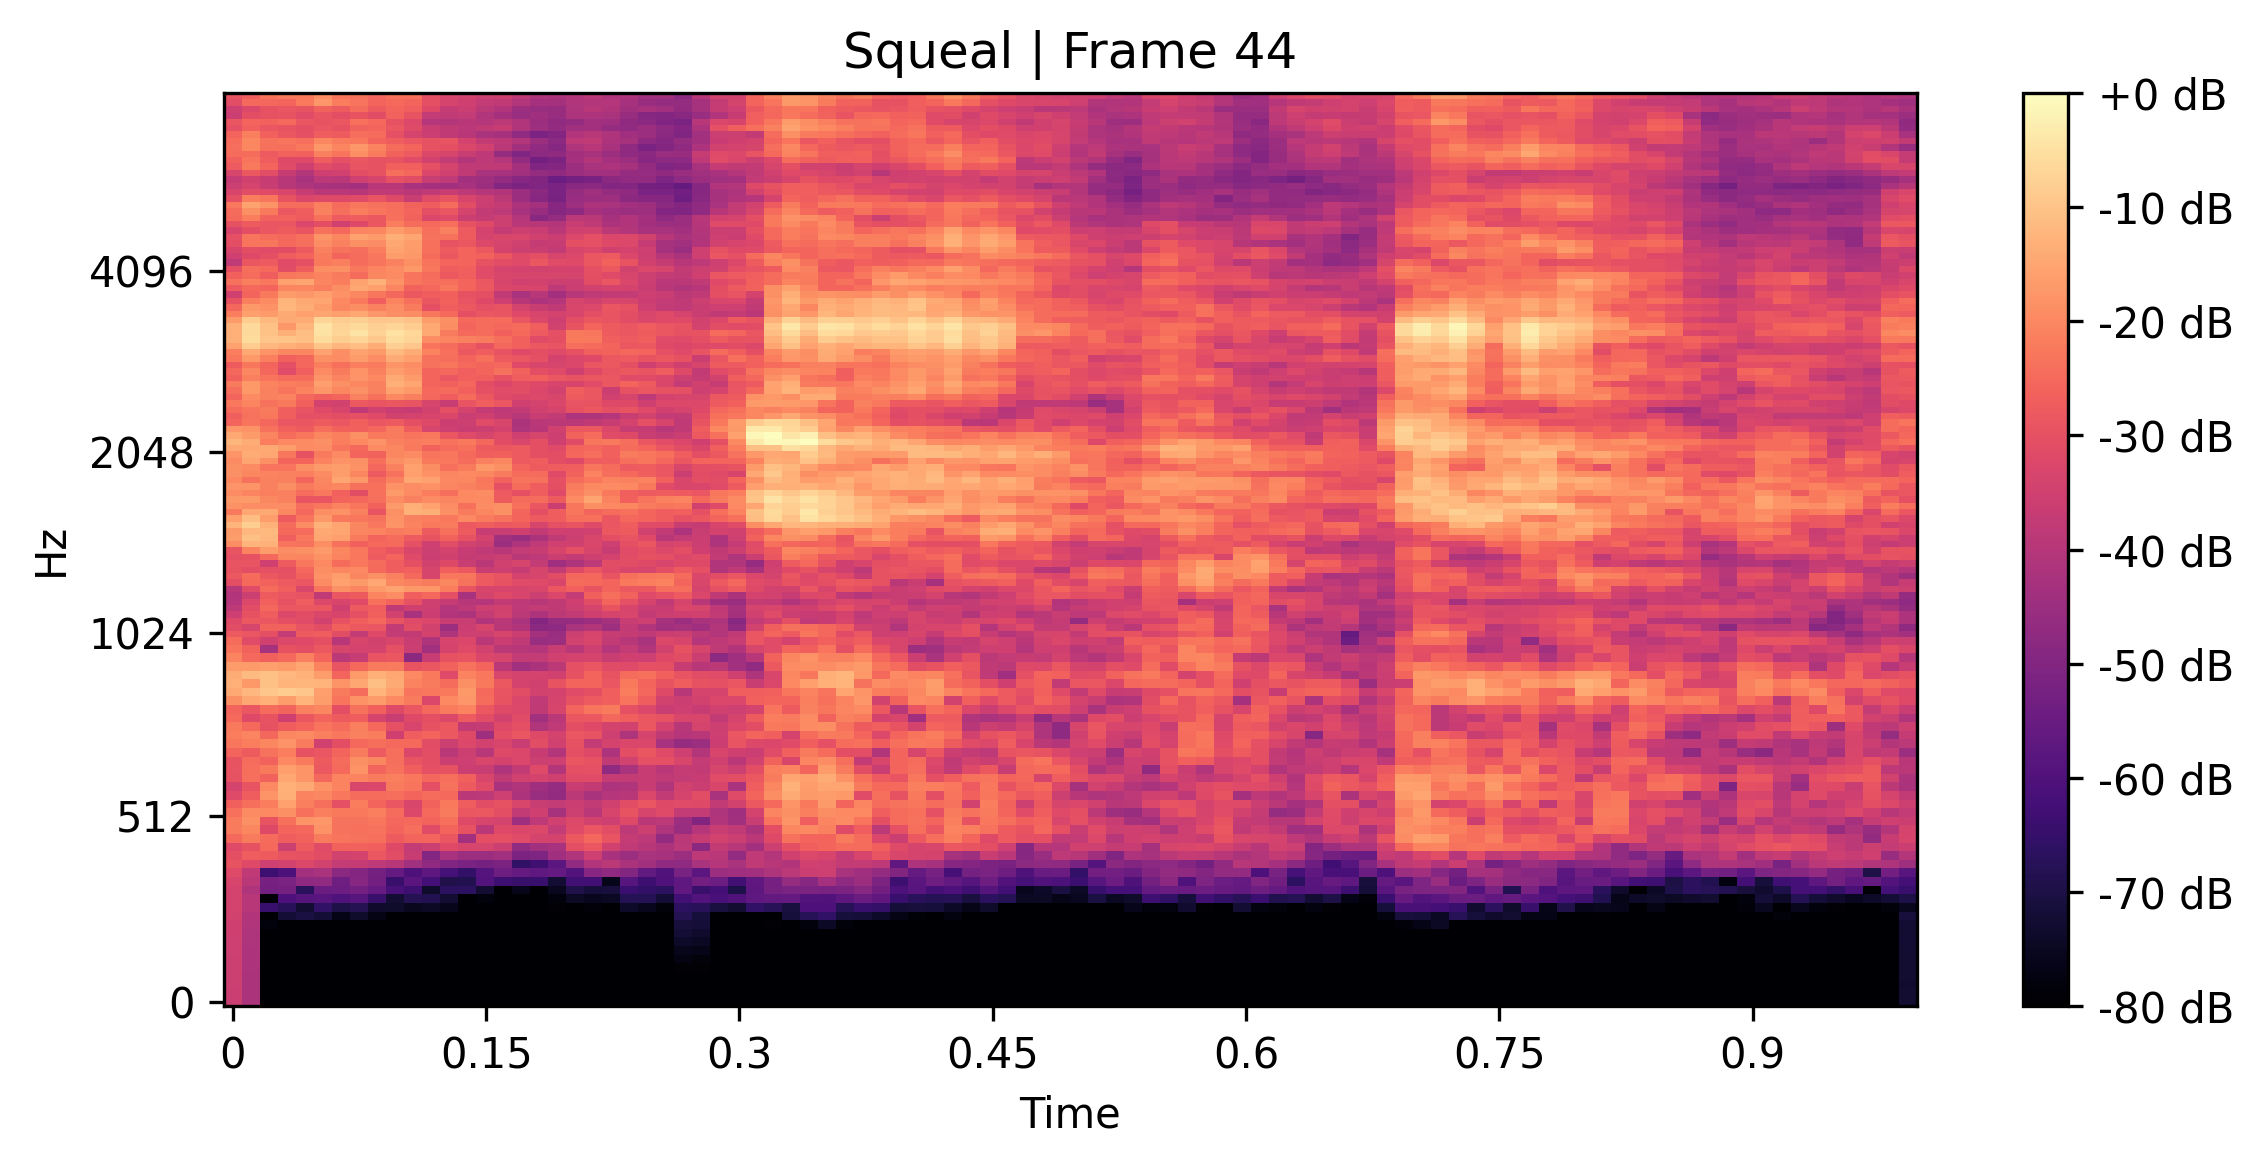 Squeal | Frame 44
+0 dB
-10 dB
-20 dB
-30 dB
-40 dB
-50 dB
-60 dB
-70 dB
-80 dB
Hz
4096
2048
1024
512
0
0 0.15 0.3 0.45 0.6 0.75 0.9
Time